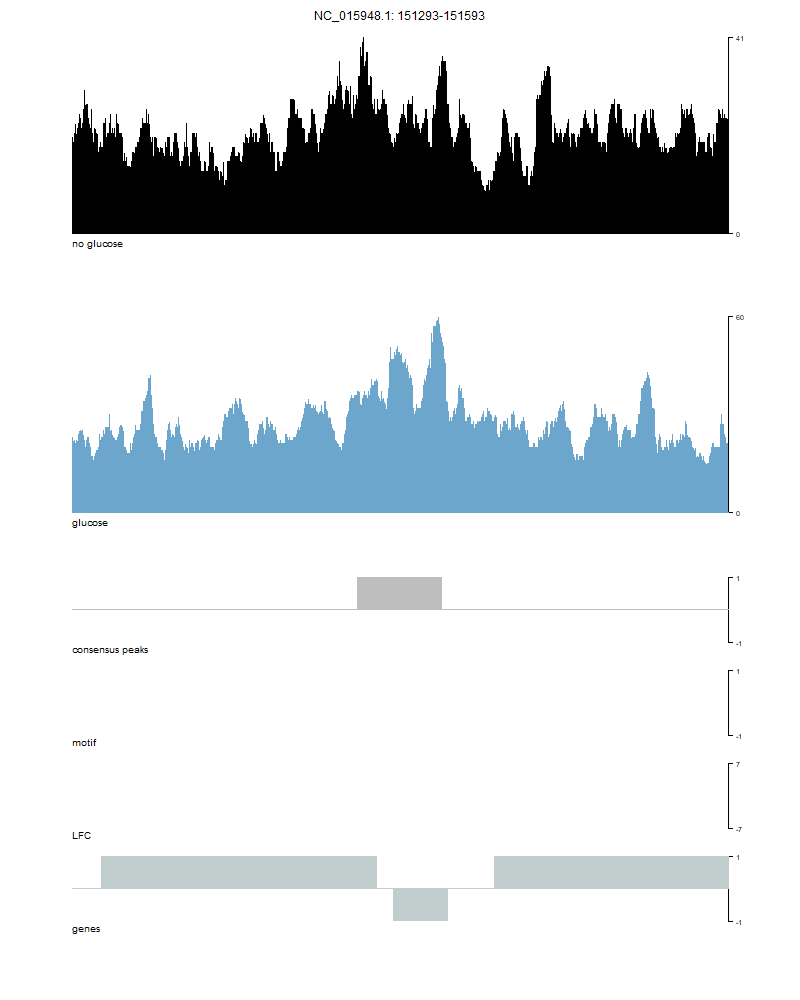 NC_015948.1: 151293-151593
41
0
no glucose
60
0
glucose
1
-1
consensus peaks
1
-1
motif
7
-7
LFC
1
-1
genes